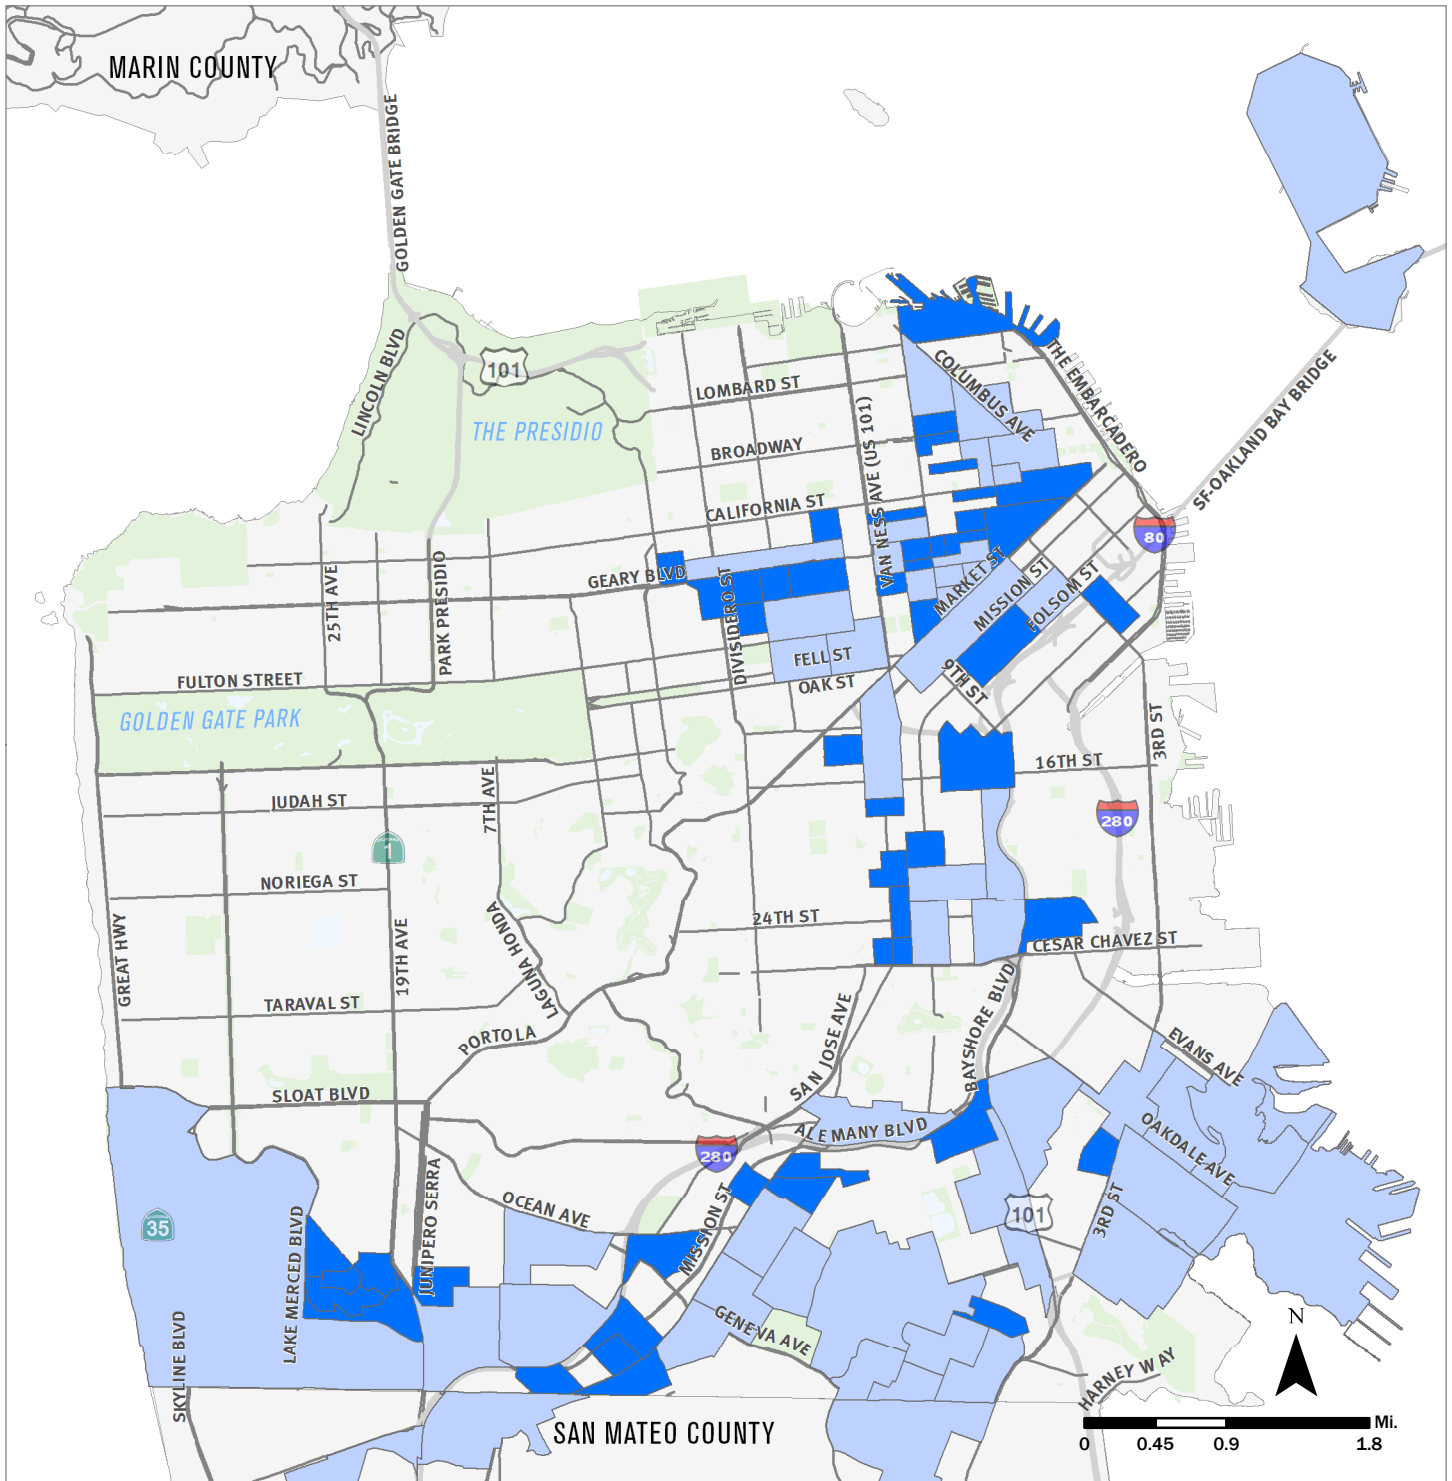 MARIN COUNTY
GOLDEN GATE BRIDGE
LINCOLN BLVD
101
THE PRESIDIO
LOMBARD ST
BROADWAY
CALIFORNIA ST
VAN NESS AVE (US 101)
COLUMBUS AVE
THE EMBARCADERO
SF-OAKLAND BAY BRIDGE
80
25TH AVE
PARK PRESIDIO
GEARY BLVD
DIVISIDERO ST
MARKET ST
MISSION ST
FOLSOM ST
FULTON STREET
FELL ST
OAK ST
9TH ST
GOLDEN GATE PARK
3RD ST
16TH ST
JUDAH ST
7TH AVE
280
1
NORIEGA ST
GREAT HWY
19TH AVE
LAGUNA HONDA
24TH ST
CESAR CHAVEZ ST
TARAVAL ST
PORTOLA
SAN JOSE AVE
BAYSHORE BLVD
EVANS AVE
SLOAT BLVD
ALEMANY BLVD
OAKDALE AVE
280
35
LAKE MERCED BLVD
JUNIPERO SERRA
OCEAN AVE
MISSION ST
101
3RD ST
SKYLINE BLVD
GENEVA AVE
HARNEY WAY
N
SAN MATEO COUNTY
Mi.
0 0.45 0.9 1.8